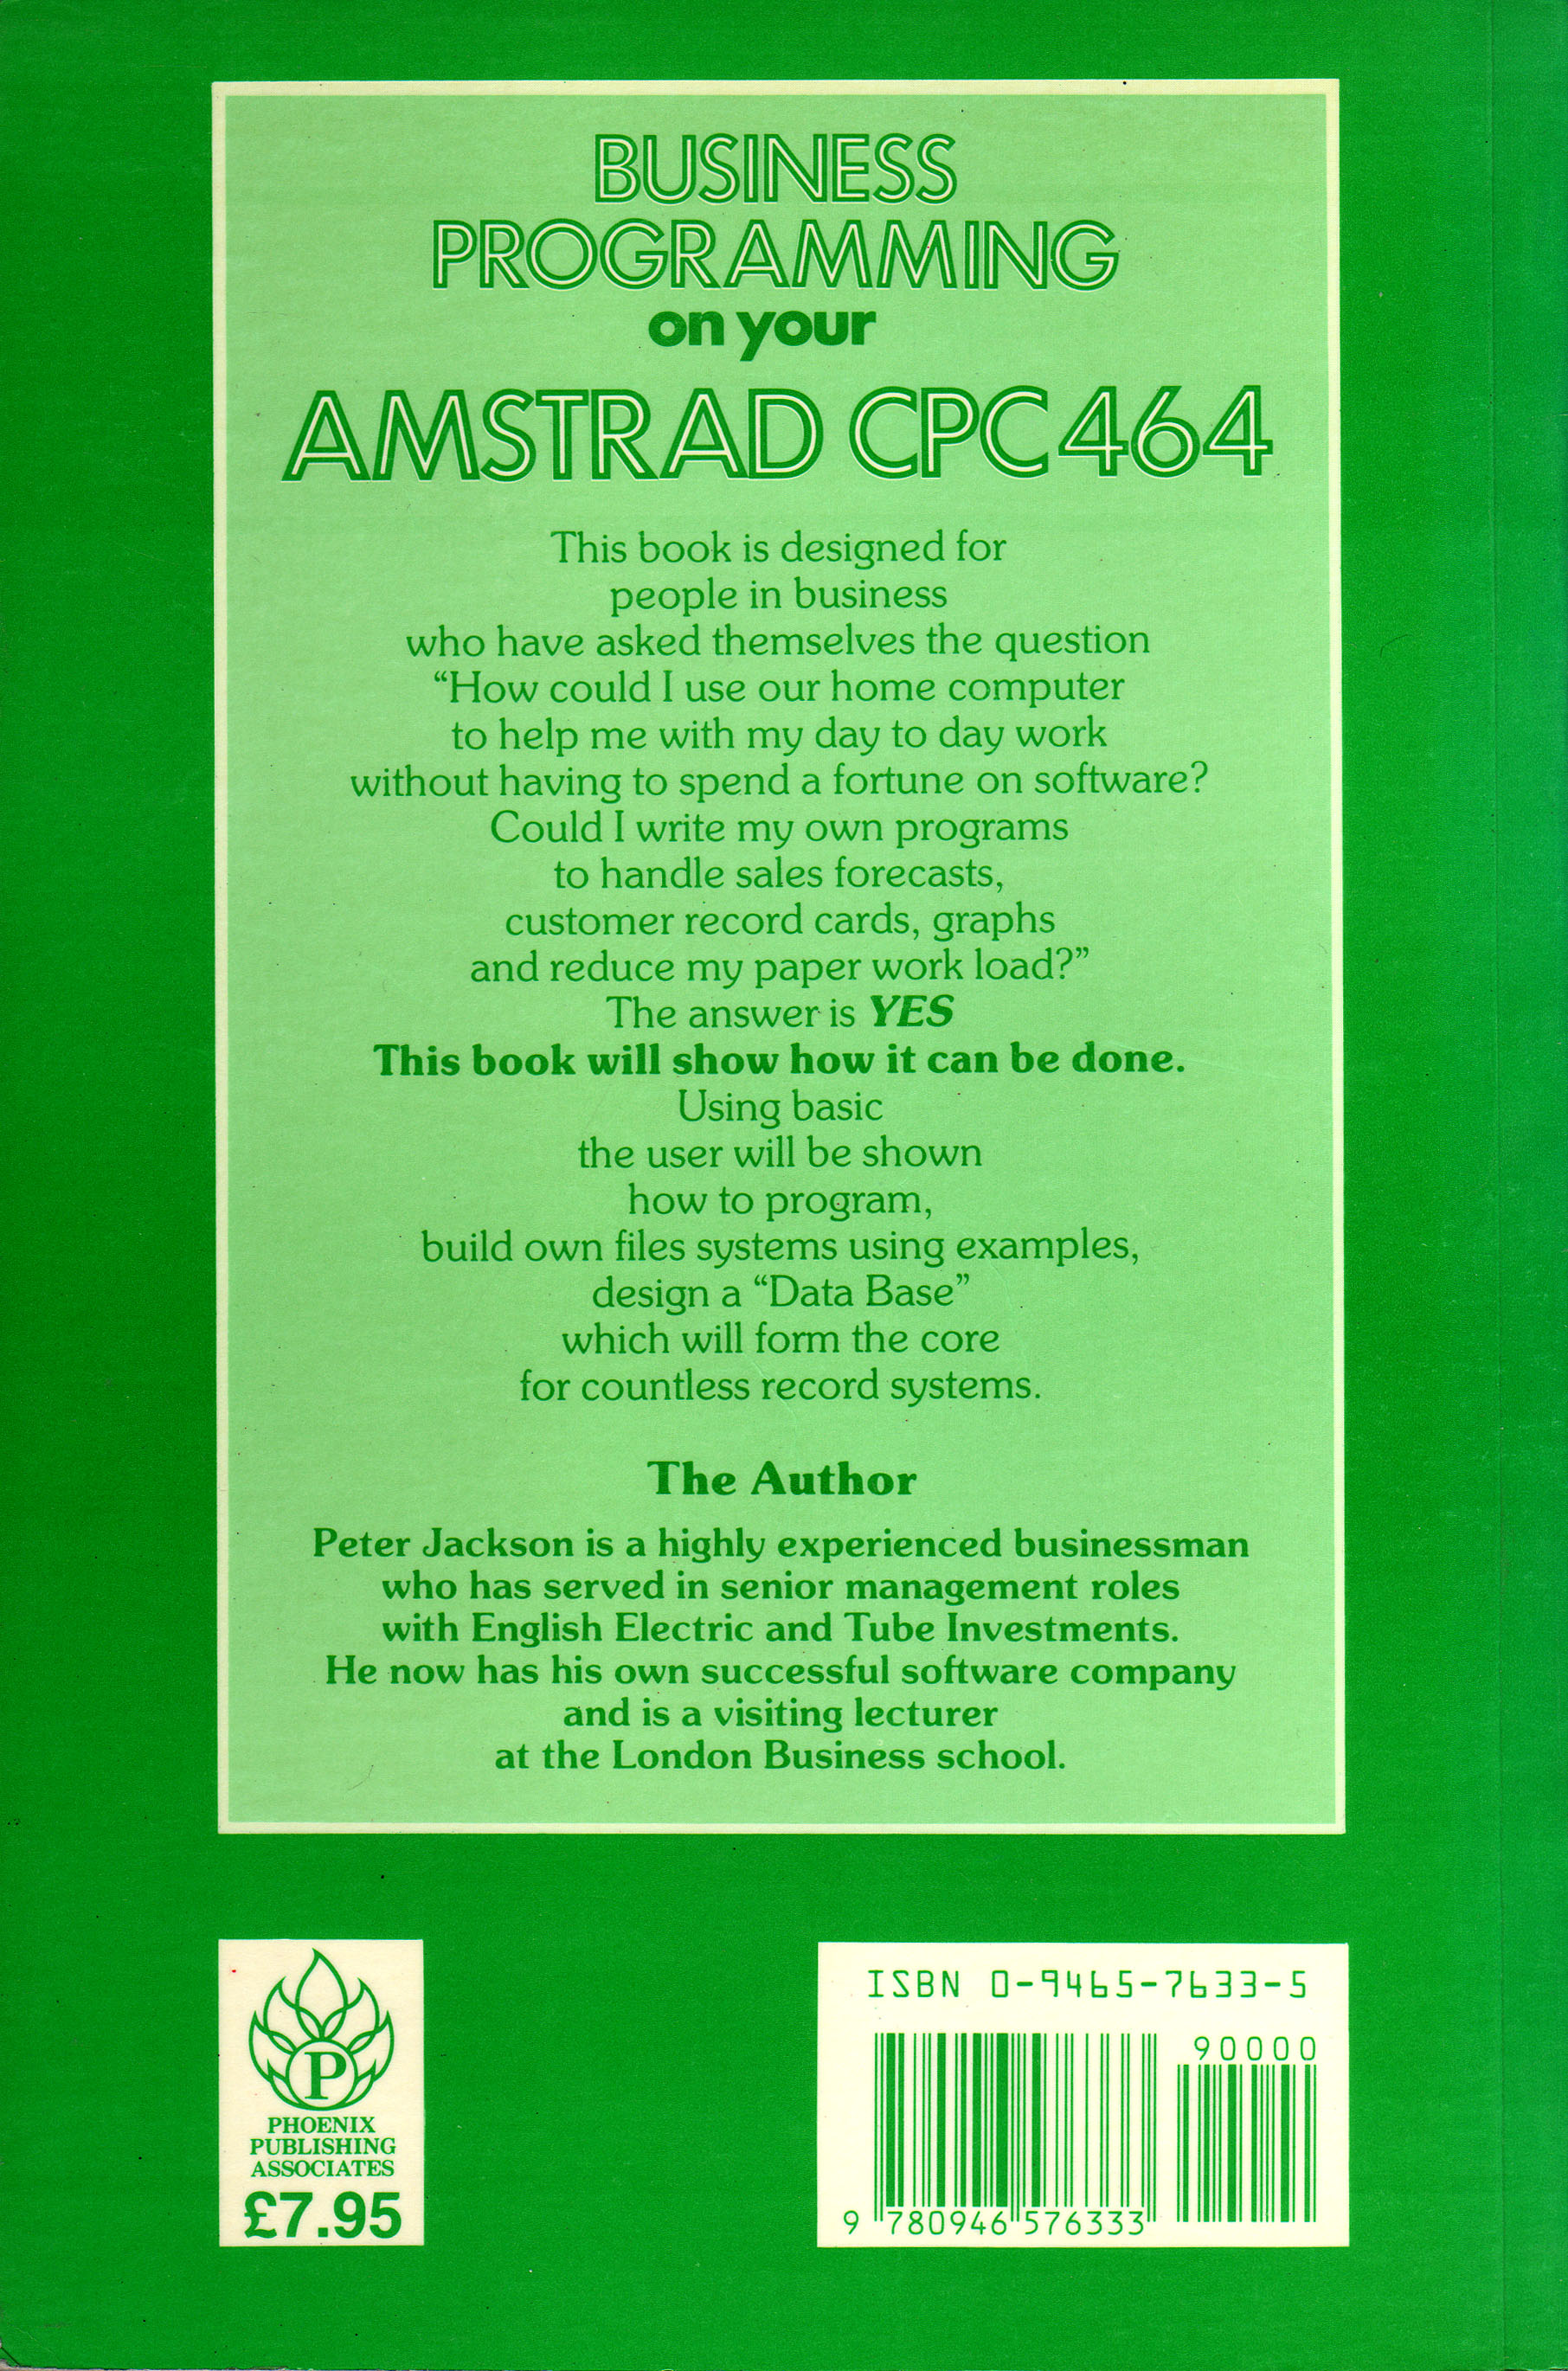 BUSINESS
PROGRAMMING
on your
AMSTRAD CPC 464
This book is designed for
people in business
who have asked themselves the question
“How could I use our home computer
to help me with my day to day work
without having to spend a fortune on software?
Could I write my own programs
to handle sales forecasts,
customer record cards, graphs
and reduce my paper work load?”
The answer is YES
This book will show how it can be done.
Using basic
the user will be shown
how to program,
build own files systems using examples,
design a “Data Base”
which will form the core
for countless record systems.
The Author
Peter Jackson is a highly experienced businessman
who has served in senior management roles
with English Electric and Tube Investments.
He now has his own successful software company
and is a visiting lecturer
at the London Business school.
P
PHOENIX
PUBLISHING
ASSOCIATES
£7.95
ISBN 0-9465-7633-5
90000
9 780946 576333